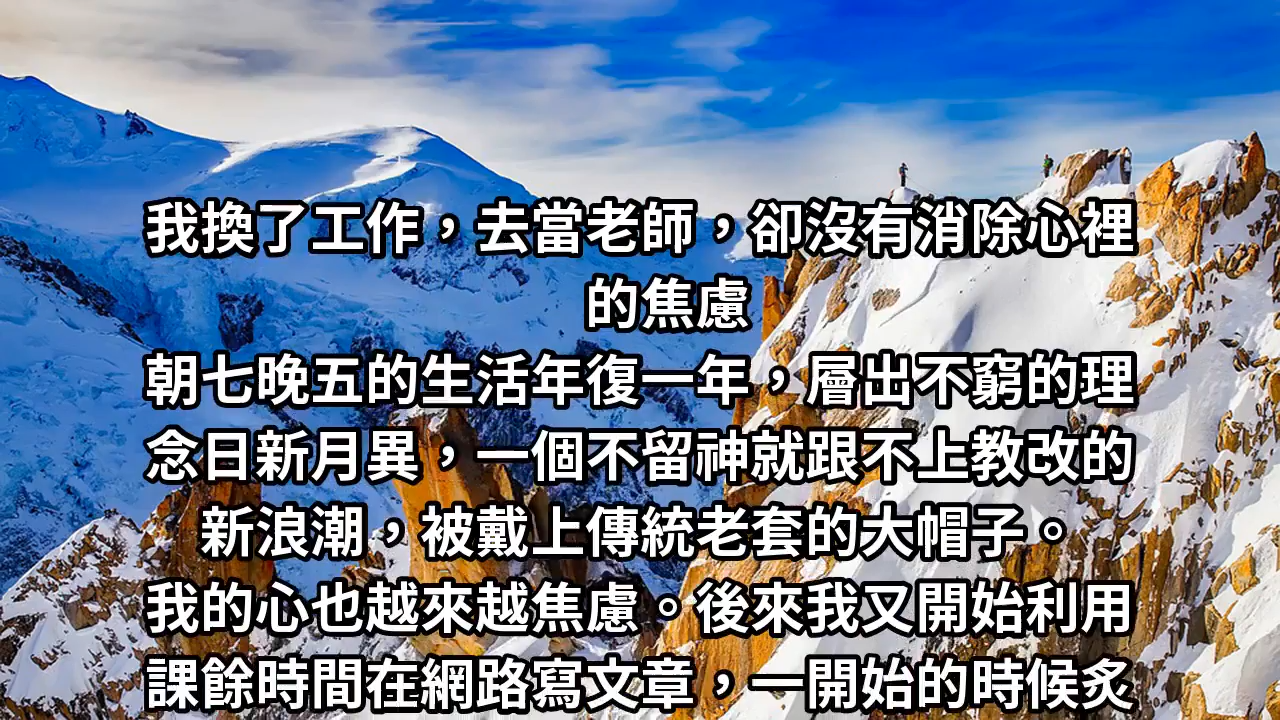 我換了工作，去當老師，卻沒有消除心裡
的焦慮
朝七晚五的生活年復一年，層出不窮的理
念日新月異，一個不留神就跟不上教改的
新浪潮，被戴上傳統老套的大帽子。
我的心也越來越焦慮。後來我又開始利用
課餘時間在網路寫文章，一開始的時候炙